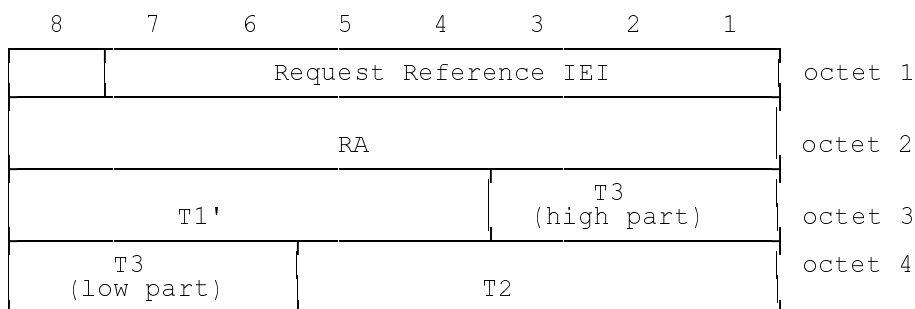 8 7 6 5 4 3 2 1
Request Reference IEI octet 1
RA octet 2
T3
T1' (high part) octet 3
T3 octet 4
(low part) T2